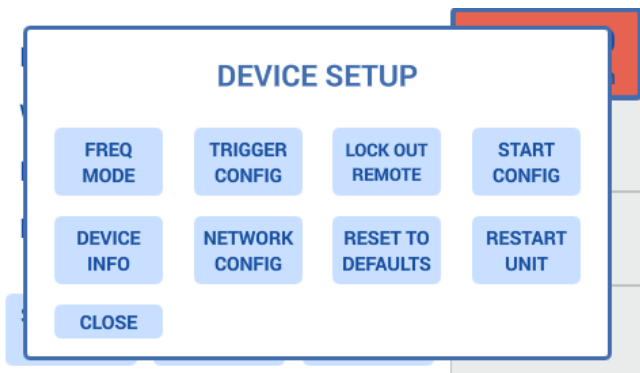 DEVICE SETUP
FREQ
MODE
TRIGGER
CONFIG
LOCK OUT
REMOTE
START
CONFIG
DEVICE
INFO
NETWORK
CONFIG
RESET TO
DEFAULTS
RESTART
UNIT
CLOSE